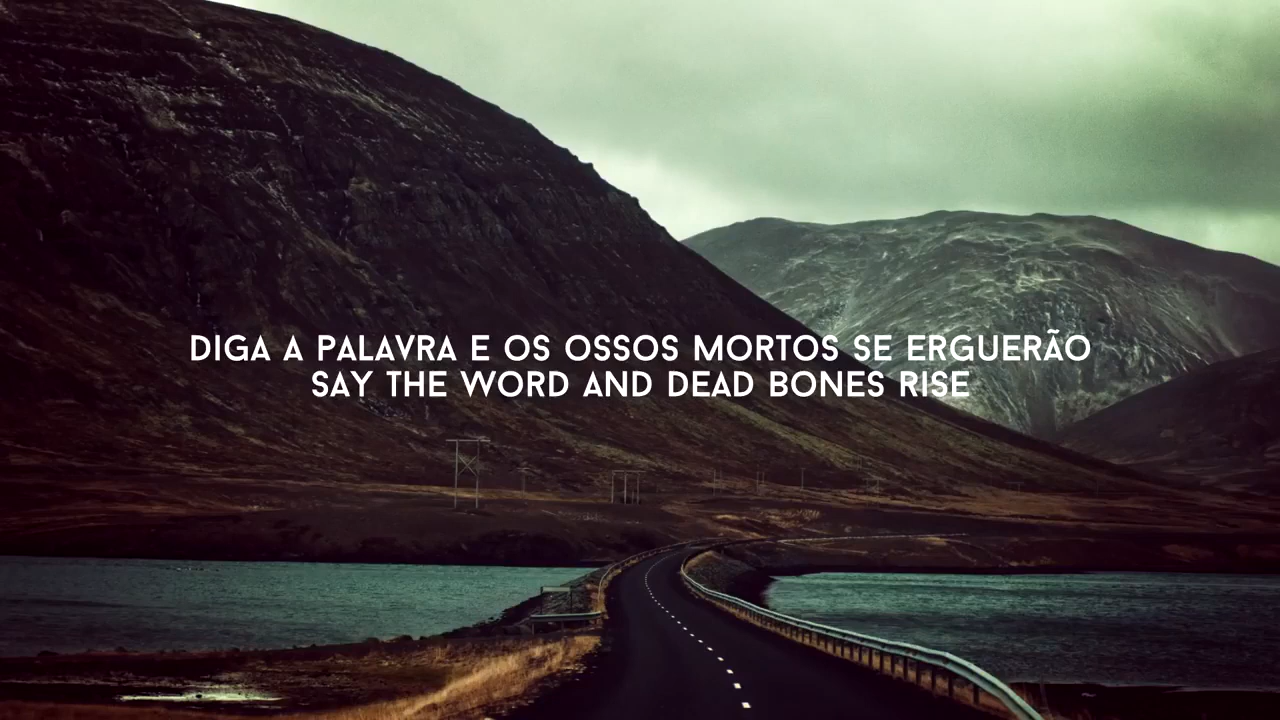 DIGA A PALAVRA E OS OSSOS MORTOS SE ERGUERÃO
SAY THE WORD AND DEAD BONES RISE